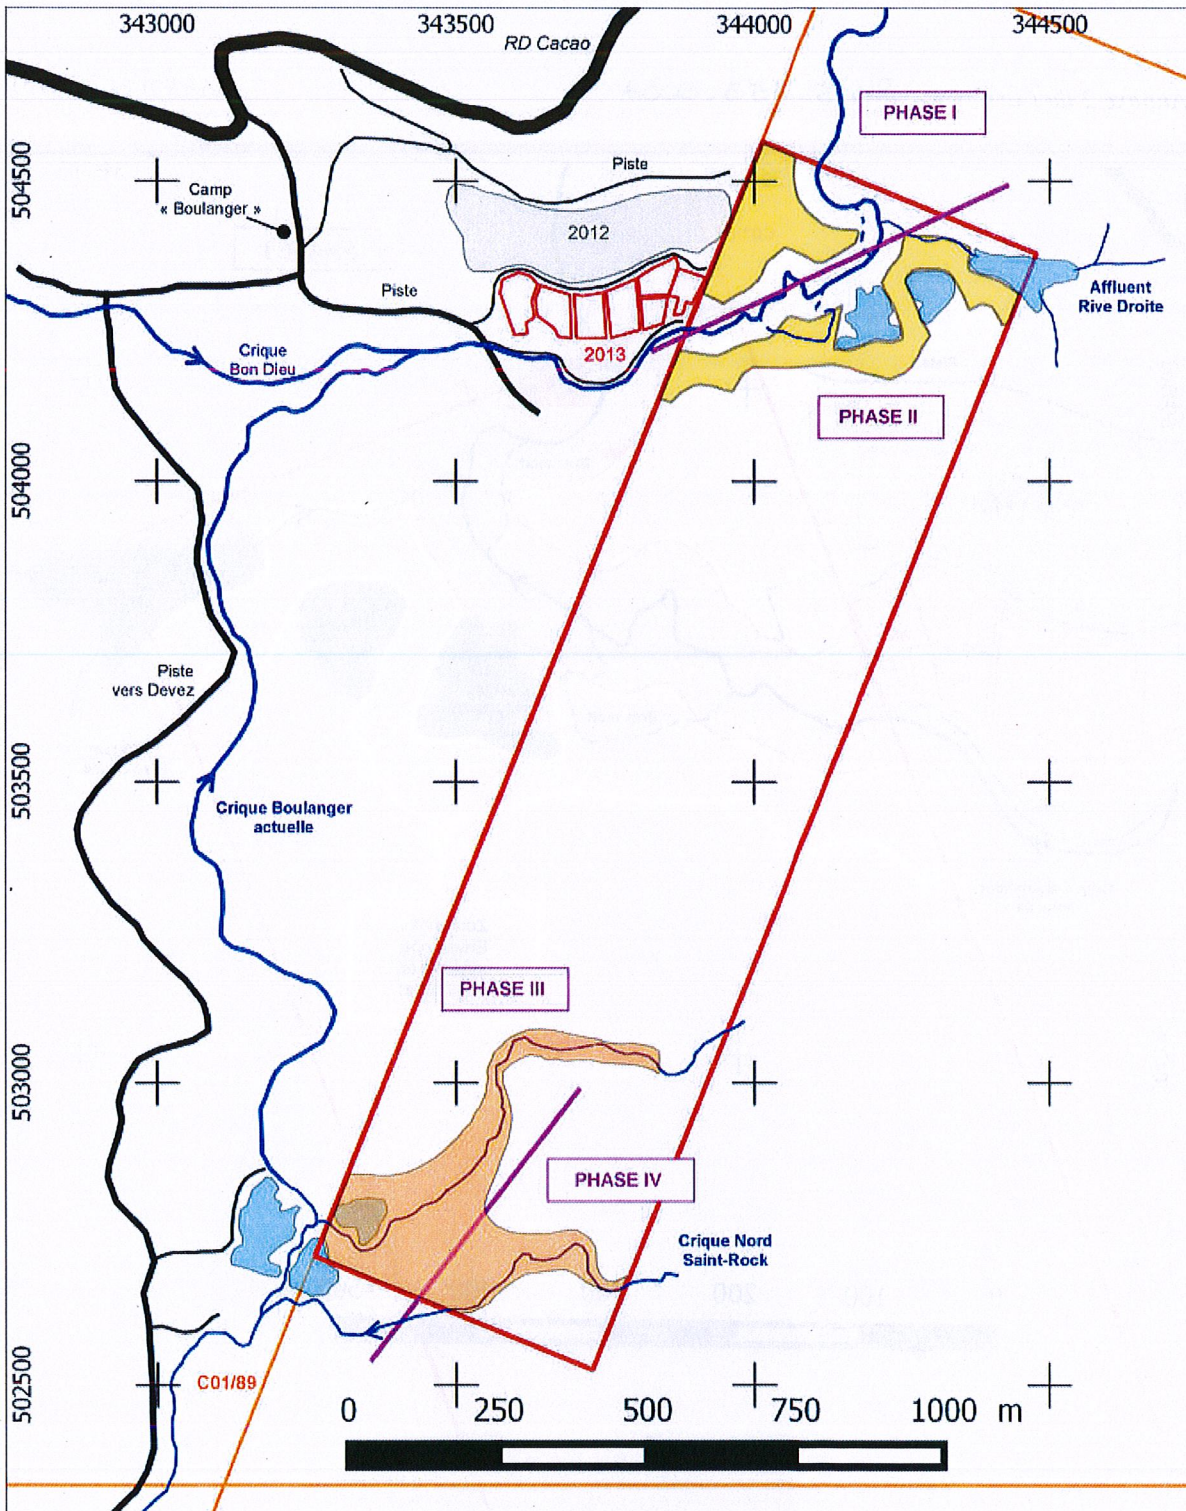 343000
343500
344000
344500
RD Cacao
PHASE I
504500
Piste
Camp
« Boulanger »
2012
Piste
Affluent
Rive Droite
Crique
Bon Dieu
2013
PHASE II
504000
Piste
vers Devez
503500
Crique Boulanger
actuelle
PHASE III
503000
PHASE IV
Crique Nord
Saint-Rock
C01/89
502500
0 250 500 750 1000 m